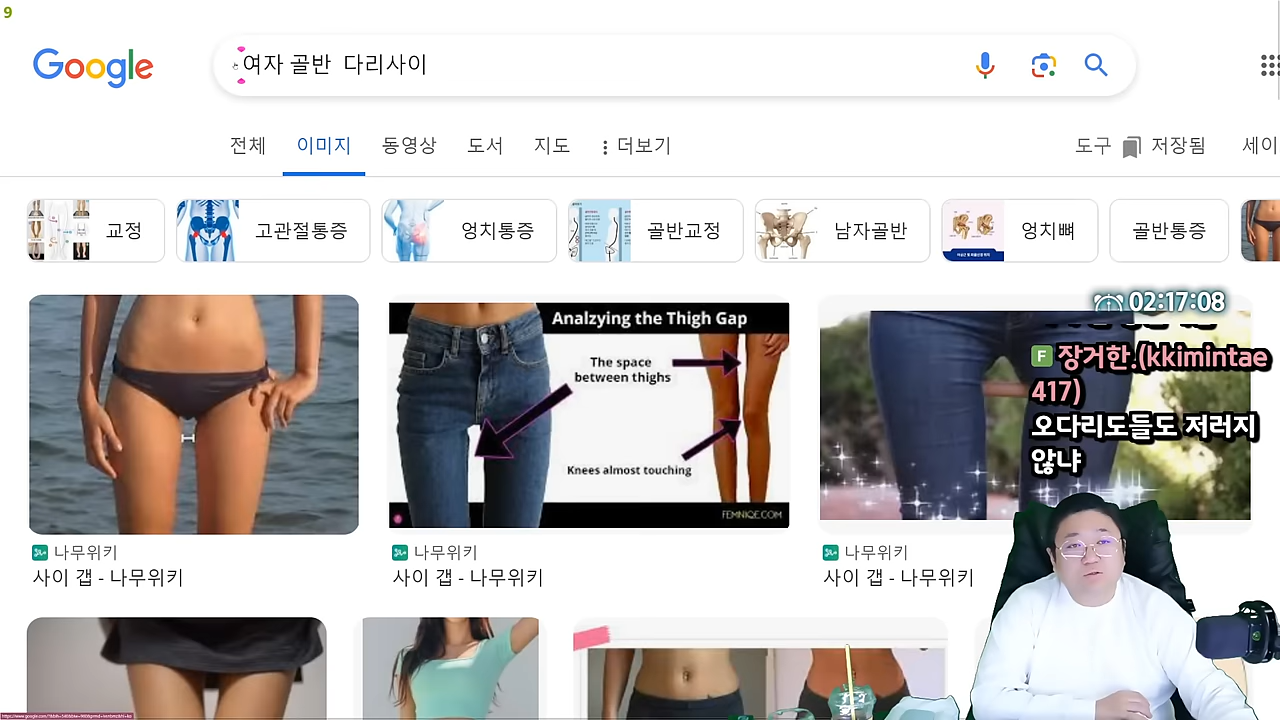 9
Google
여자 골반  다리사이
전체
이미지
동영상
도서
지도
더보기
도구
저장됨
세이
교정
고관절통증
엉치통증
골반교정
남자골반
엉치뼈
골반통증
02:17:08
Analzying the Thigh Gap
The space
between thighs
Knees almost touching
FEMNIQE.COM
F 장거한.(kkimintae
417)
오다리도들도 저러지
않냐
나무위키
사이 갭 - 나무위키
나무위키
사이 갭 - 나무위키
나무위키
사이 갭 - 나무위키